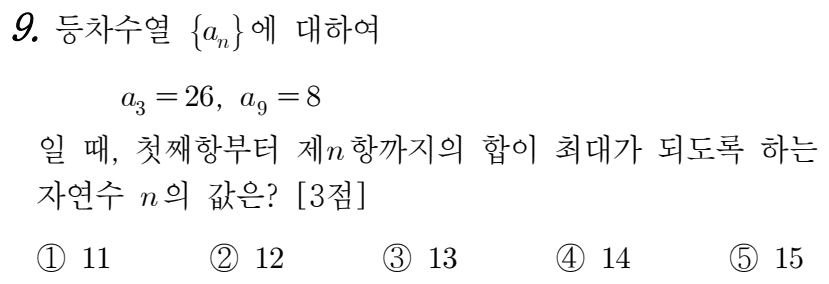 9. 등차수열 {aₙ}에 대하여
a₃=26, a₉=8
일 때, 첫째항부터 제n항까지의 합이 최대가 되도록 하는
자연수 n의 값은? [3점]
① 11 ② 12 ③ 13 ④ 14 ⑤ 15